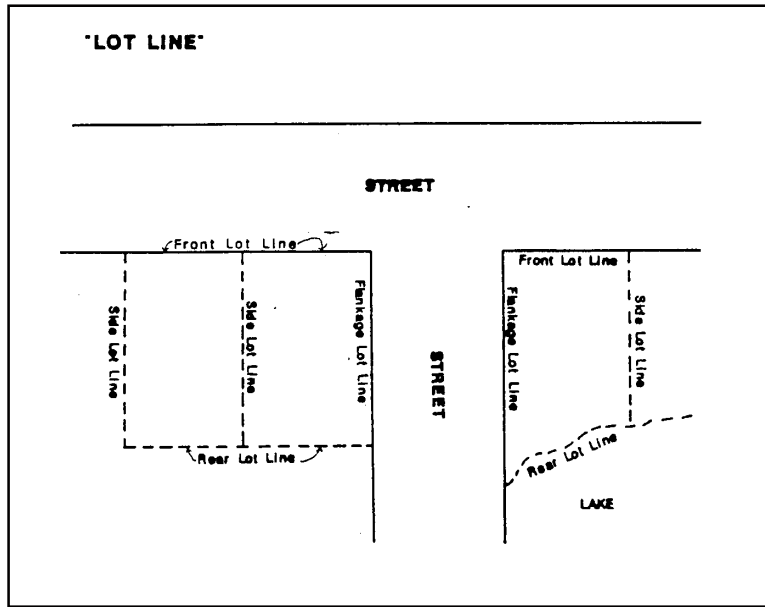 "LOT LINE"
STREET
Front Lot Line
Front Lot Line
Side Lot Line
Side Lot Line
Flankage Lot Line
STREET
Flankage Lot Line
Side Lot Line
Rear Lot Line
Rear Lot Line
LAKE